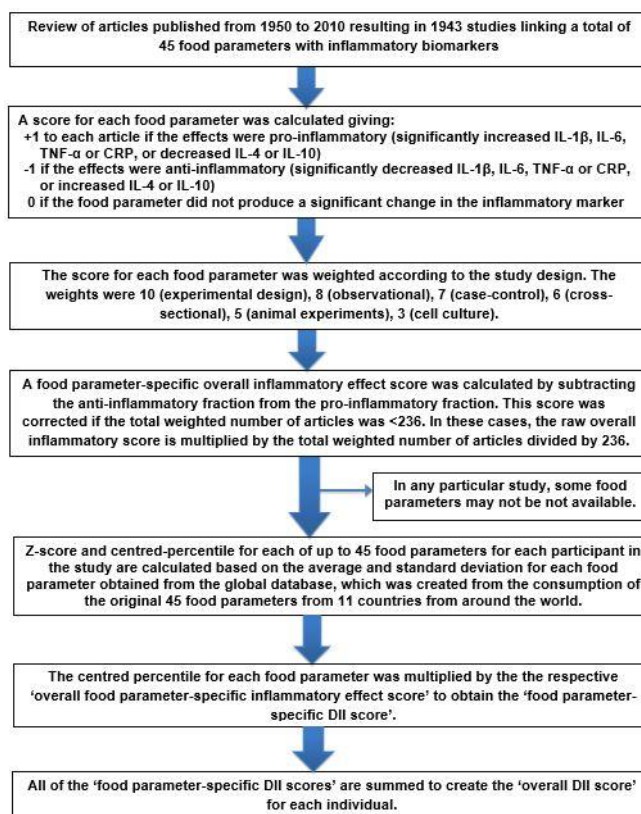 Review of articles published from 1950 to 2010 resulting in 1943 studies linking a total of
45 food parameters with inflammatory biomarkers
A score for each food parameter was calculated giving:
+1 to each article if the effects were pro-inflammatory (significantly increased IL-1β, IL-6,
TNF-α or CRP, or decreased IL-4 or IL-10)
-1 if the effects were anti-inflammatory (significantly decreased IL-1β, IL-6, TNF-α or CRP,
or increased IL-4 or IL-10)
0 if the food parameter did not produce a significant change in the inflammatory marker
The score for each food parameter was weighted according to the study design. The
weights were 10 (experimental design), 8 (observational), 7 (case-control), 6 (cross-
sectional), 5 (animal experiments), 3 (cell culture).
A food parameter-specific overall inflammatory effect score was calculated by subtracting
the anti-inflammatory fraction from the pro-inflammatory fraction. This score was
corrected if the total weighted number of articles was <236. In these cases, the raw overall
inflammatory score is multiplied by the total weighted number of articles divided by 236.
In any particular study, some food
parameters may not be not available.
Z-score and centred-percentile for each of up to 45 food parameters for each participant in
the study are calculated based on the average and standard deviation for each food
parameter obtained from the global database, which was created from the consumption of
the original 45 food parameters from 11 countries from around the world.
The centred percentile for each food parameter was multiplied by the the respective
‘overall food parameter-specific inflammatory effect score’ to obtain the ‘food parameter-
specific DII score’.
All of the ‘food parameter-specific DII scores’ are summed to create the ‘overall DII score’
for each individual.